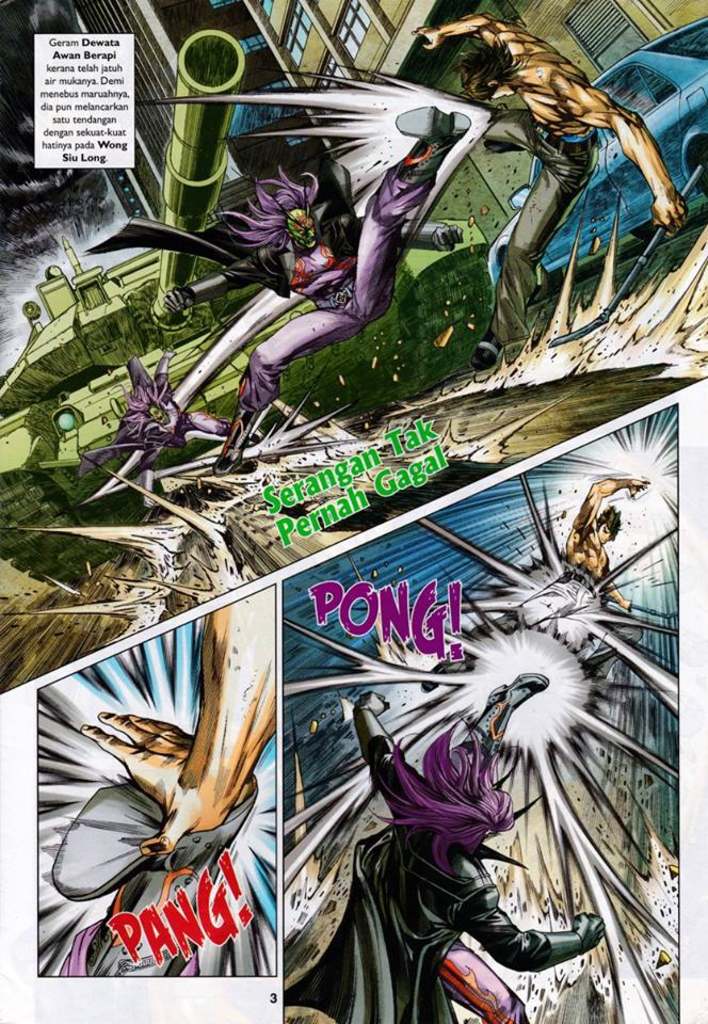 Geram Dewata
Awan Berapi
kerana telah jatuh
air mukanya. Demi
menebus maruahnya,
dia pun melancarkan
satu tendangan
dengan sekuat-kuat
hatinya pada Wong
Siu Long.
Serangan Tak
Pernah Gagal
PONG!
PANG!
3